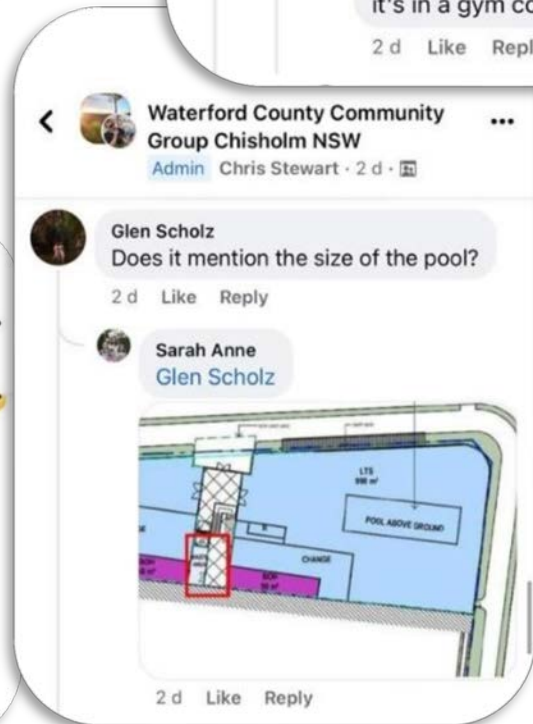 it's in a gym co
2 d Like Repl
Waterford County Community
Group Chisholm NSW
Admin Chris Stewart · 2 d ·
Glen Scholz
Does it mention the size of the pool?
2 d Like Reply
Sarah Anne
Glen Scholz
LTS
POOL ABOVE GROUND
CHANGE
2 d Like Reply